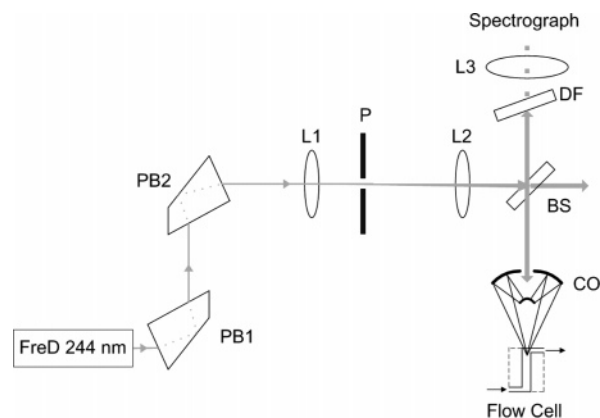 Spectrograph
L3
DF
P
L1
L2
PB2
BS
CO
PB1
FreD 244 nm
Flow Cell